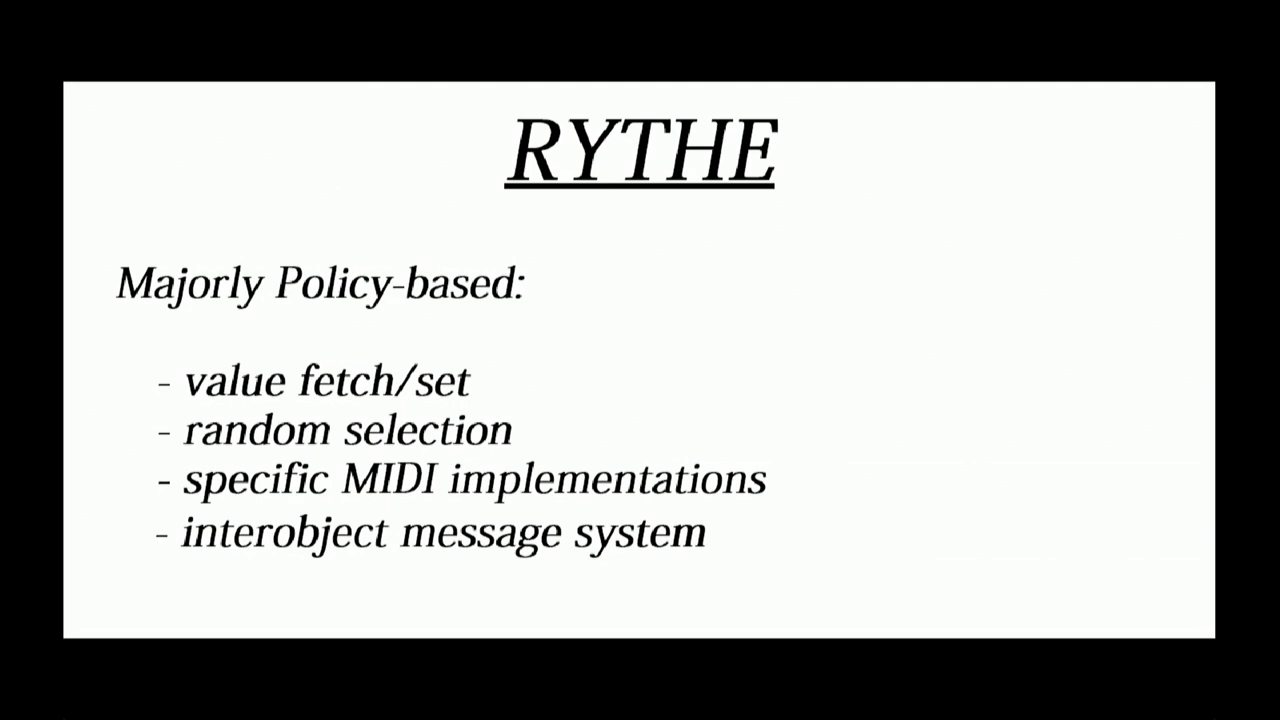 RYTHE
Majorly Policy-based:
- value fetch/set
- random selection
- specific MIDI implementations
- interobject message system